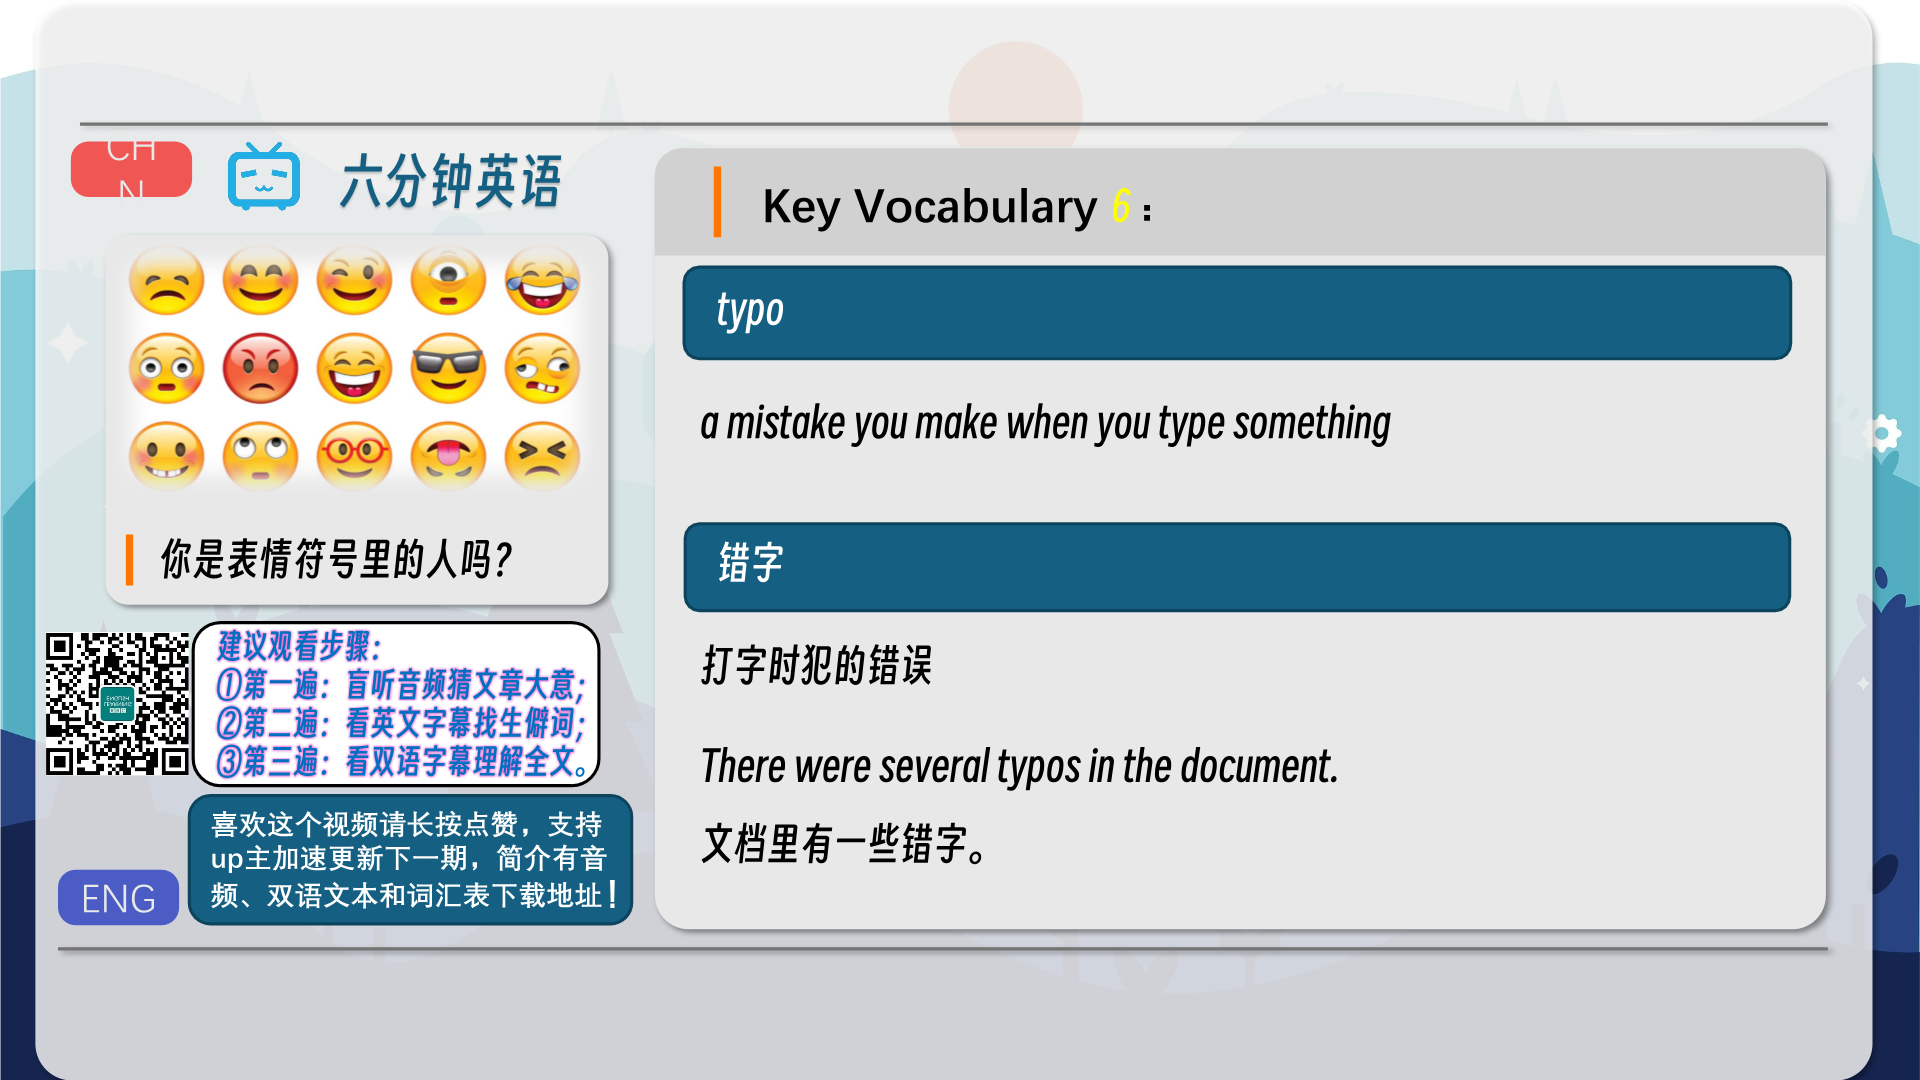 CH
N
六分钟英语
你是表情符号里的人吗？
建议观看步骤：
①第一遍：盲听音频猜文章大意；
②第二遍：看英文字幕找生僻词；
③第三遍：看双语字幕理解全文。
喜欢这个视频请长按点赞，支持
up主加速更新下一期，简介有音
频、双语文本和词汇表下载地址！
ENG
Key Vocabulary 6：
typo
a mistake you make when you type something
错字
打字时犯的错误
There were several typos in the document.
文档里有一些错字。